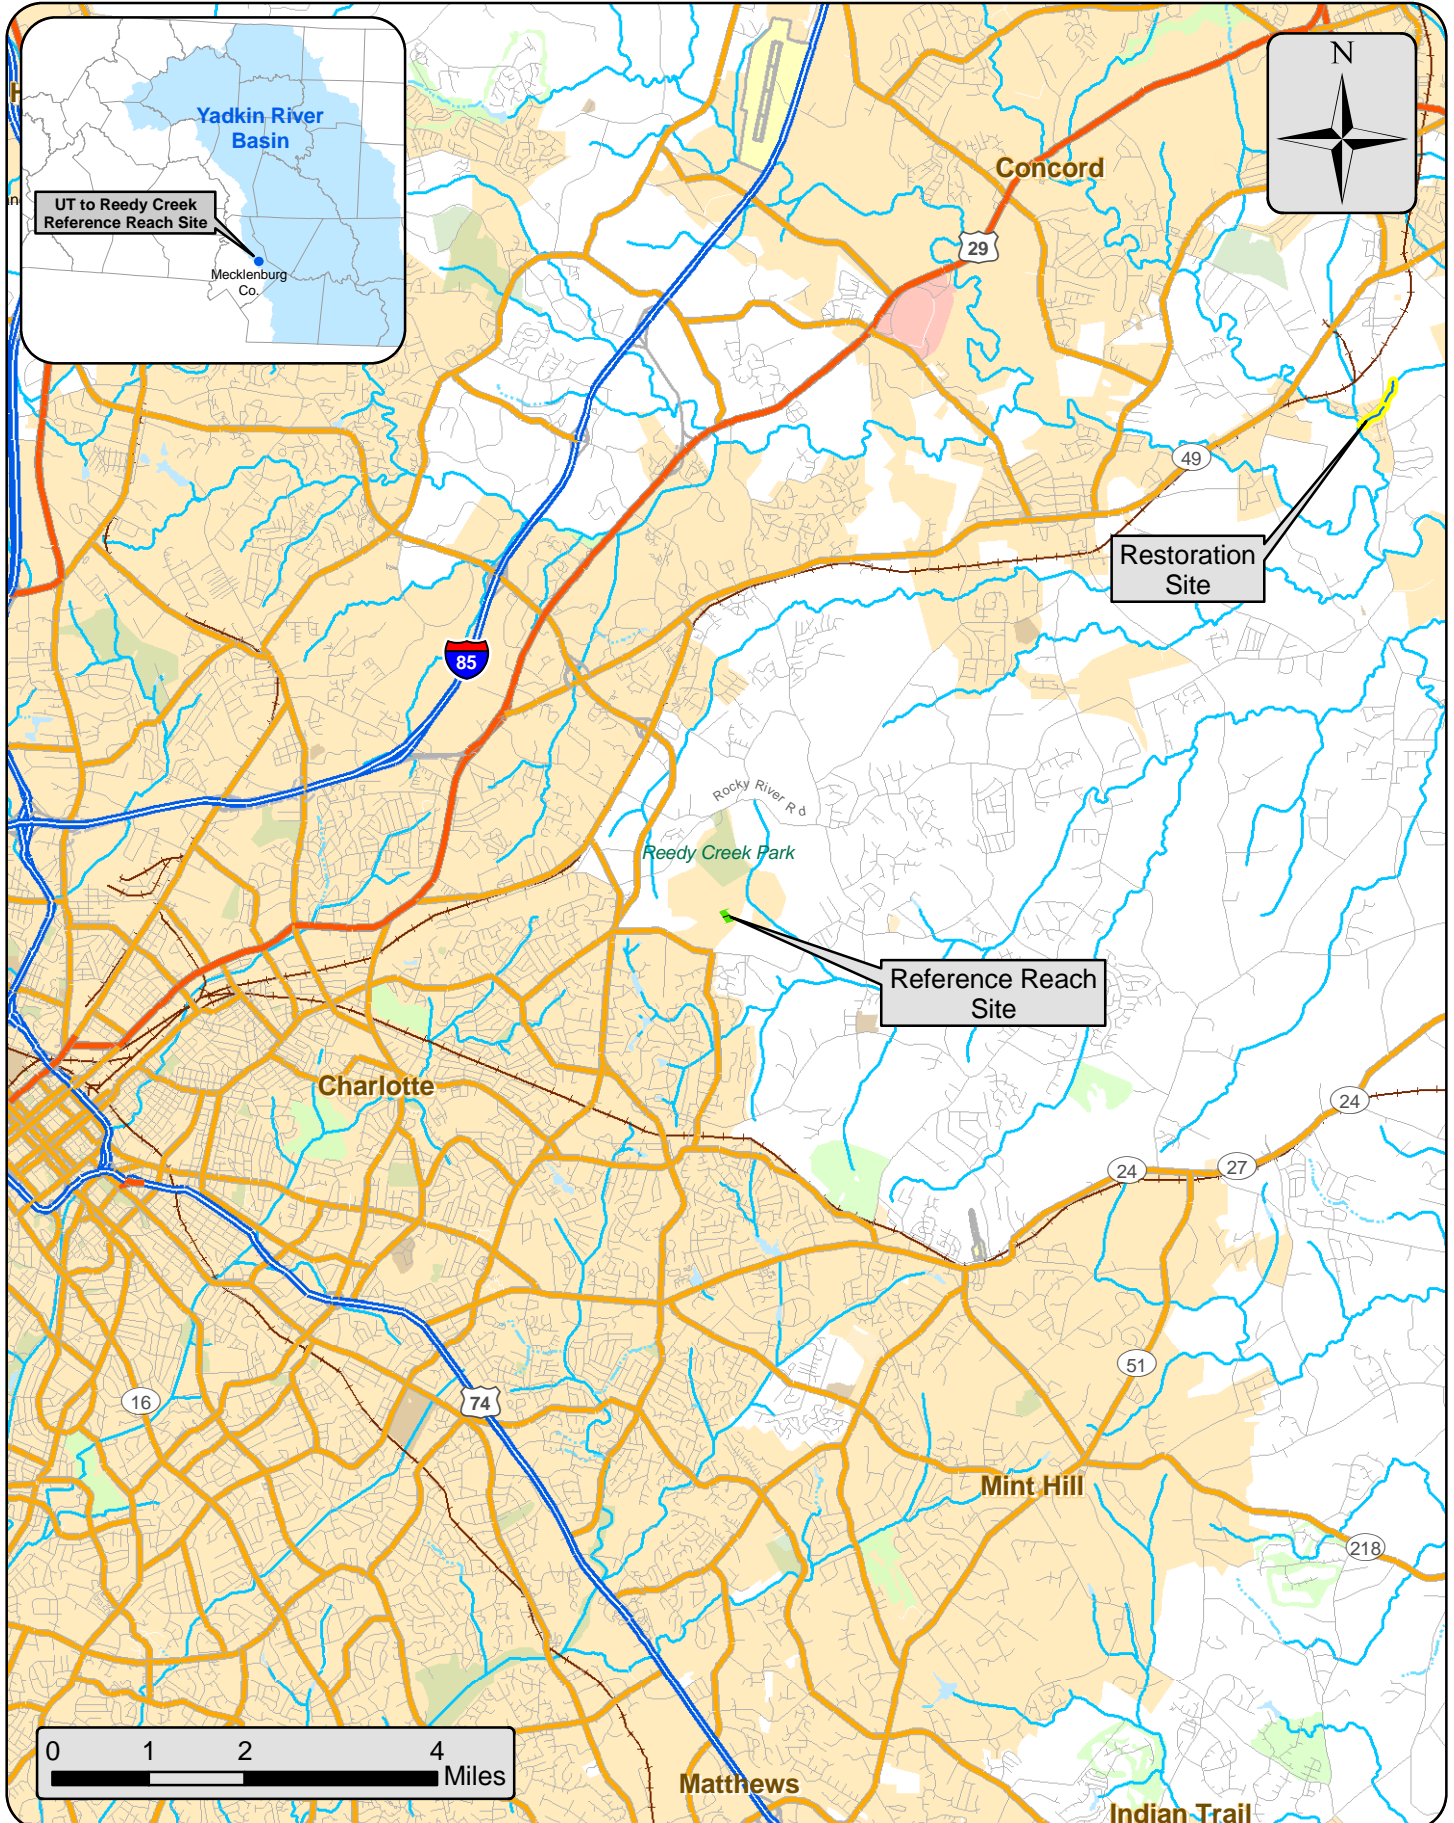 Yadkin River
Basin
UT to Reedy Creek
Reference Reach Site
Mecklenburg
Co.
N
Concord
29
49
Restoration
Site
85
Rocky River Rd
Reedy Creek Park
Reference Reach
Site
Charlotte
24
24
27
51
16
74
Mint Hill
218
0 1 2 4
Miles
Matthews
Indian Trail